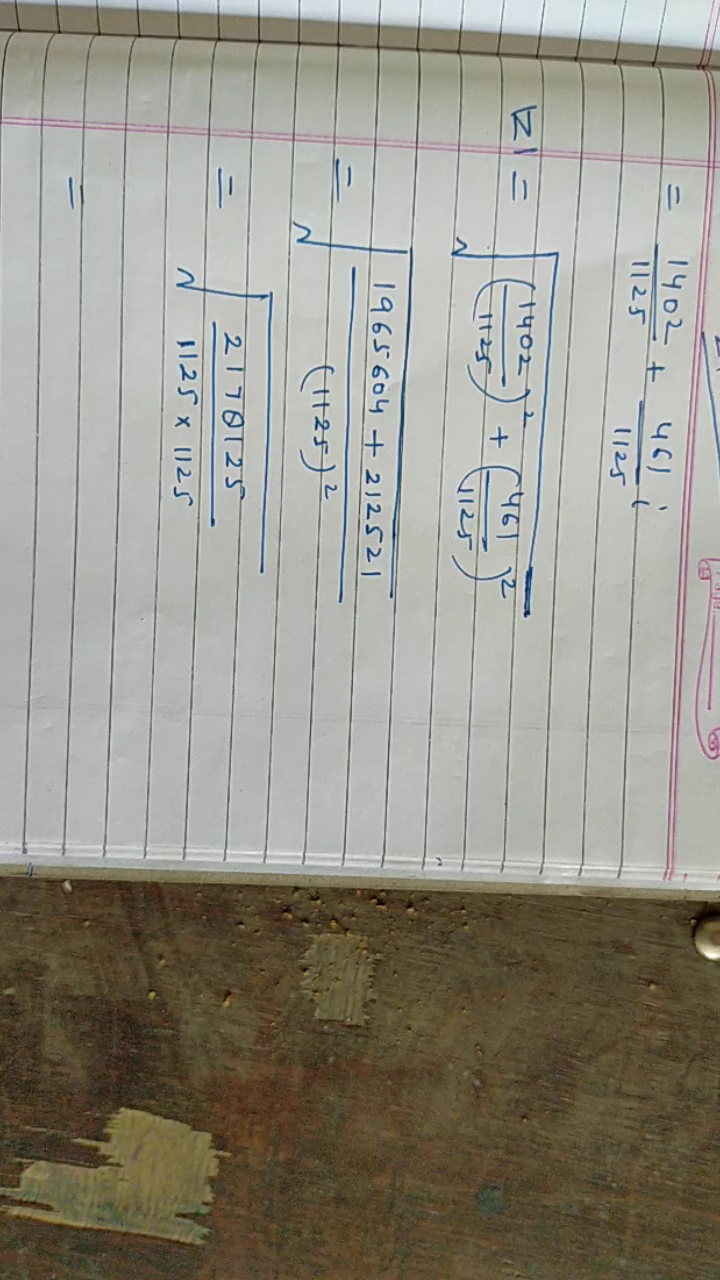 = 1402/1125 + 461/1125 i
|z| = √((1402/1125)² + (461/1125)²)
= √((1965604 + 212521)/(1125)²)
= √(2178125/(1125 x 1125))
=